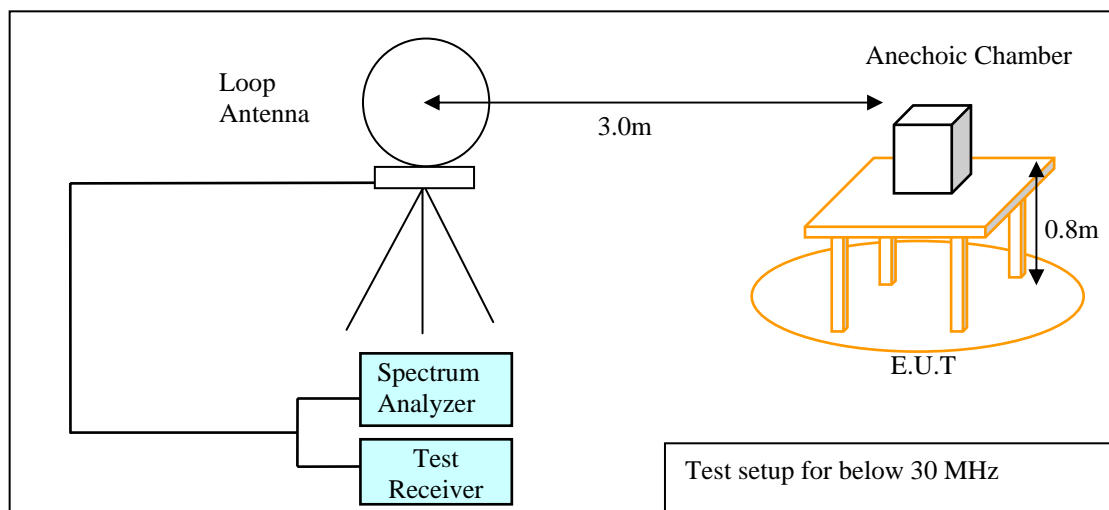 Anechoic Chamber
Loop
Antenna
3.0m
0.8m
E.U.T
Spectrum
Analyzer
Test
Receiver
Test setup for below 30 MHz